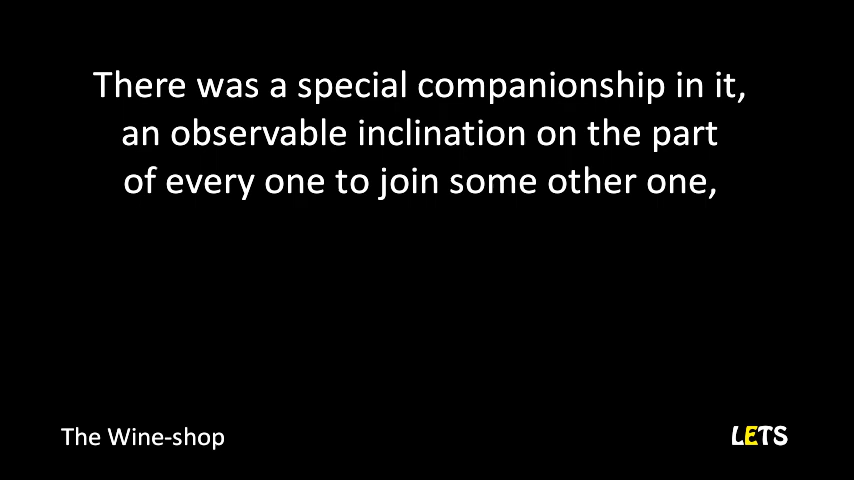 There was a special companionship in it,
an observable inclination on the part
of every one to join some other one,
The Wine-shop
LETS